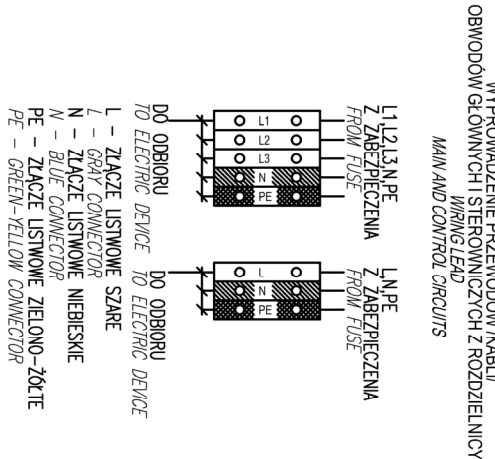 WYPROWADZENIE PRZEWODÓW/KABLI/
OBWODÓW GŁÓWNYCH I STEROWNICZYCH Z ROZDZIELNICY
WIRING LEAD
MAIN AND CONTROL CIRCUITS
L1,L2,L3,N,PE
Z ZABEZPIECZENIA
FROM FUSE
L1
L2
L3
N
PE
DO ODBIORU
TO ELECTRIC DEVICE
L,N,PE
Z ZABEZPIECZENIA
FROM FUSE
L
N
PE
DO ODBIORU
TO ELECTRIC DEVICE
L – ZŁĄCZE LISTWOWE SZARE
L – GRAY CONNECTOR
N – ZŁĄCZE LISTWOWE NIEBIESKIE
N – BLUE CONNECTOR
PE – ZŁĄCZE LISTWOWE ZIELONO-ŻÓŁTE
PE – GREEN-YELLOW CONNECTOR